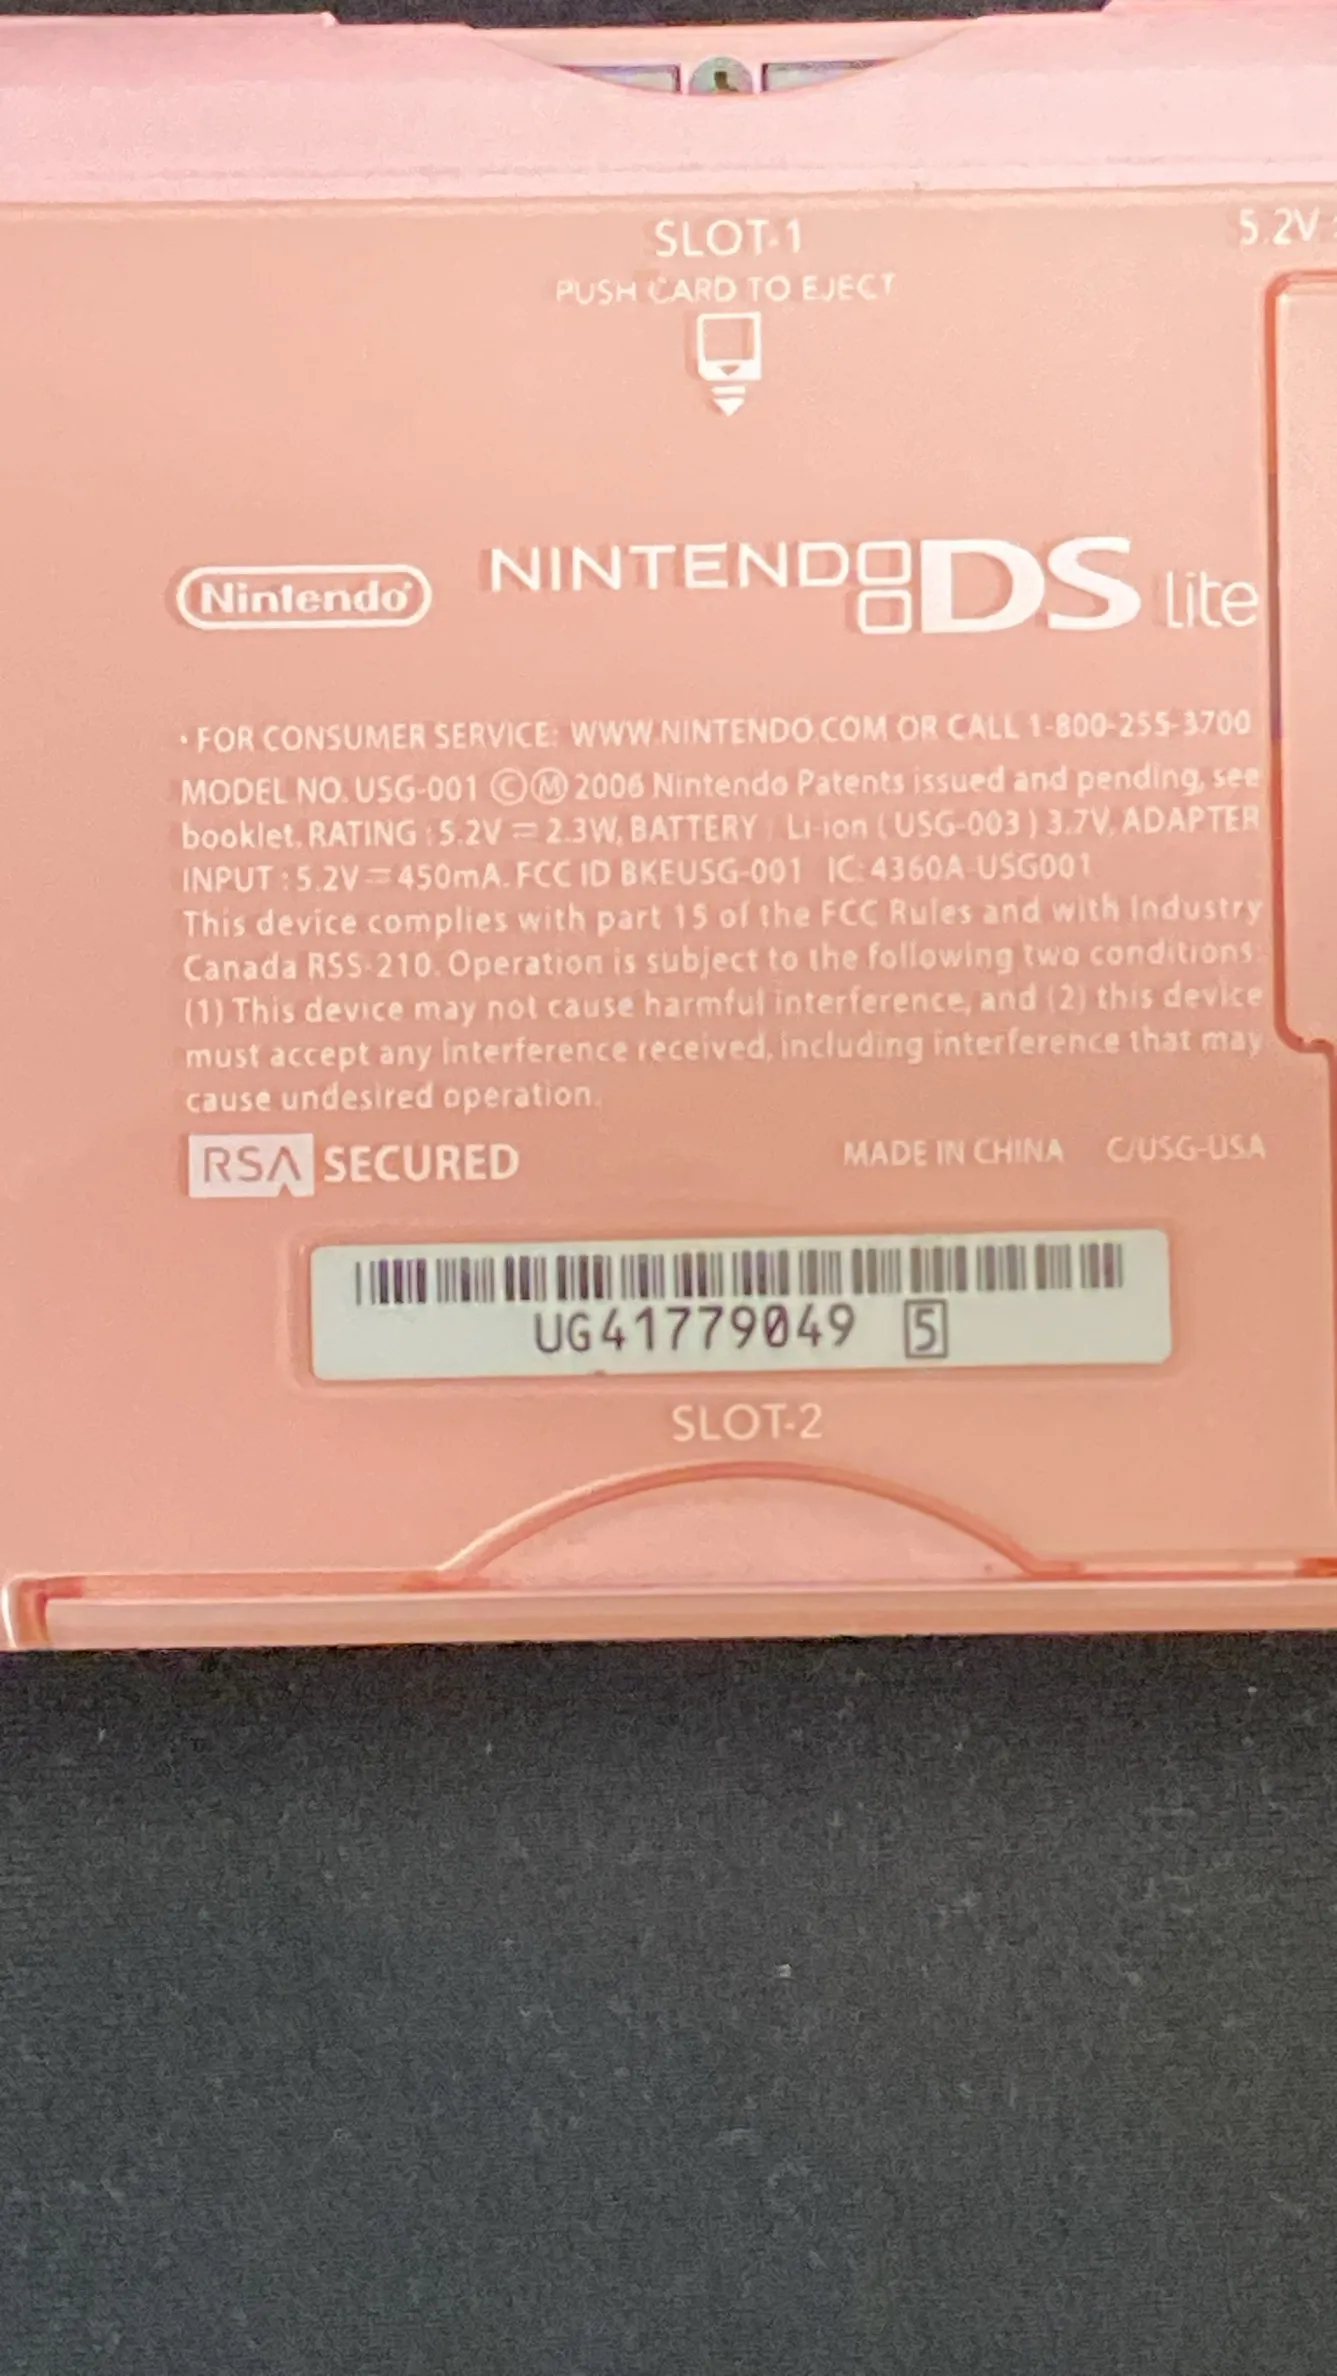 SLOT-1
5.2V
PUSH CARD TO EJECT
Nintendo® NINTENDO DS Lite
• FOR CONSUMER SERVICE: WWW.NINTENDO.COM OR CALL 1-800-255-3700
MODEL NO. USG-001 ©Ⓜ 2006 Nintendo Patents issued and pending, see
booklet. RATING : 5.2V ⎓ 2.3W, BATTERY : Li-ion ( USG-003 ) 3.7V, ADAPTER
INPUT : 5.2V ⎓ 450mA. FCC ID BKEUSG-001 IC: 4360A-USG001
This device complies with part 15 of the FCC Rules and with Industry
Canada RSS-210. Operation is subject to the following two conditions:
(1) This device may not cause harmful interference, and (2) this device
must accept any interference received, including interference that may
cause undesired operation.
RSA SECURED MADE IN CHINA C/USG-USA
UG41779049 5
SLOT-2